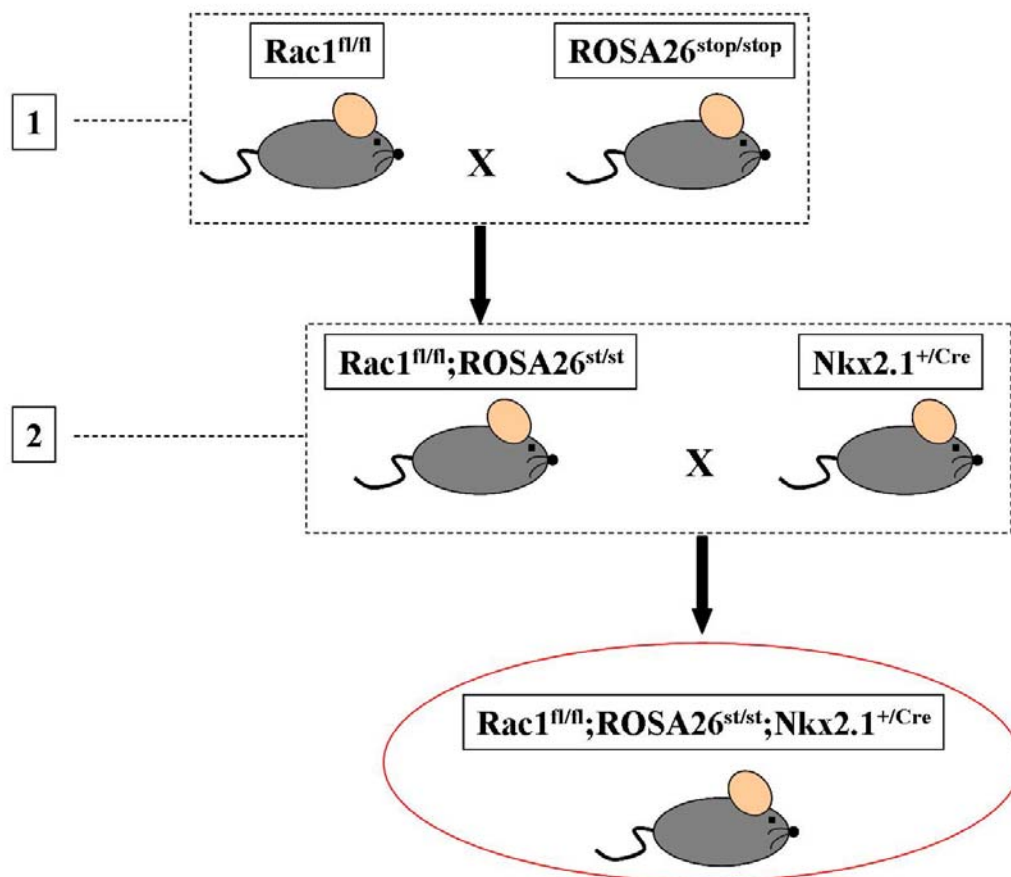 Rac1fl/fl
ROSA26stop/stop
1
X
Rac1fl/fl;ROSA26st/st
Nkx2.1+/Cre
2
X
Rac1fl/fl;ROSA26st/st;Nkx2.1+/Cre